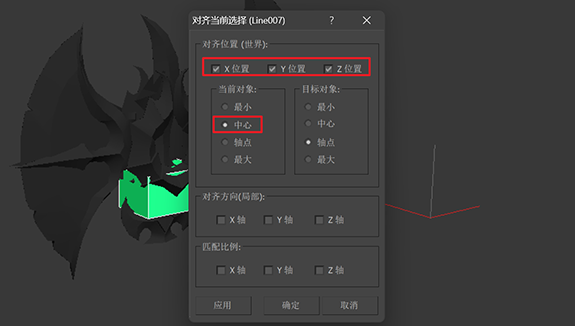 对齐当前选择 (Line007)
对齐位置 (世界):
X 位置 Y 位置 Z 位置
当前对象: 目标对象:
最小 最小
中心 中心
轴点 轴点
最大 最大
对齐方向(局部):
X 轴 Y 轴 Z 轴
匹配比例:
X 轴 Y 轴 Z 轴
应用 确定 取消